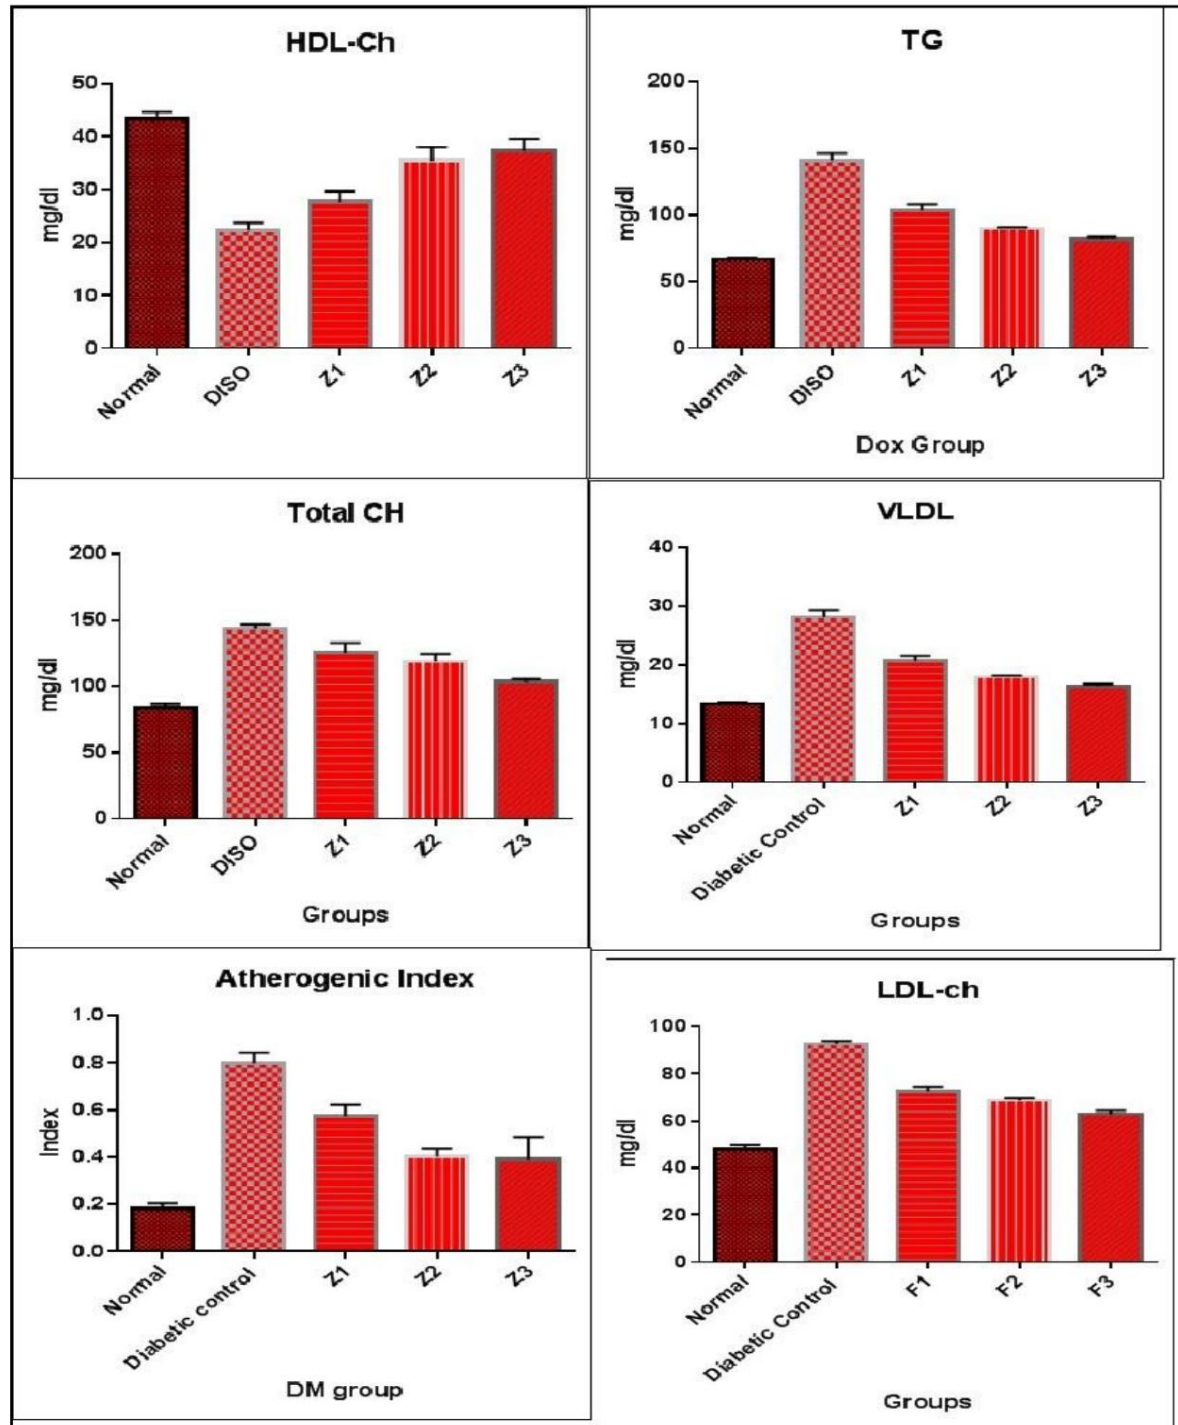 HDL-Ch
50
40
30
20
10
0
mg/dl
Normal
DISO
Z1
Z2
Z3
TG
200
150
100
50
0
mg/dl
Normal
DISO
Z1
Z2
Z3
Dox Group
Total CH
200
150
100
50
0
mg/dl
Normal
DISO
Z1
Z2
Z3
Groups
VLDL
40
30
20
10
0
mg/dl
Normal
Diabetic Control
Z1
Z2
Z3
Groups
Atherogenic Index
1.0
0.8
0.6
0.4
0.2
0.0
Index
Normal
Diabetic control
Z1
Z2
Z3
DM group
LDL-ch
100
80
60
40
20
0
mg/dl
Normal
Diabetic Control
F1
F2
F3
Groups